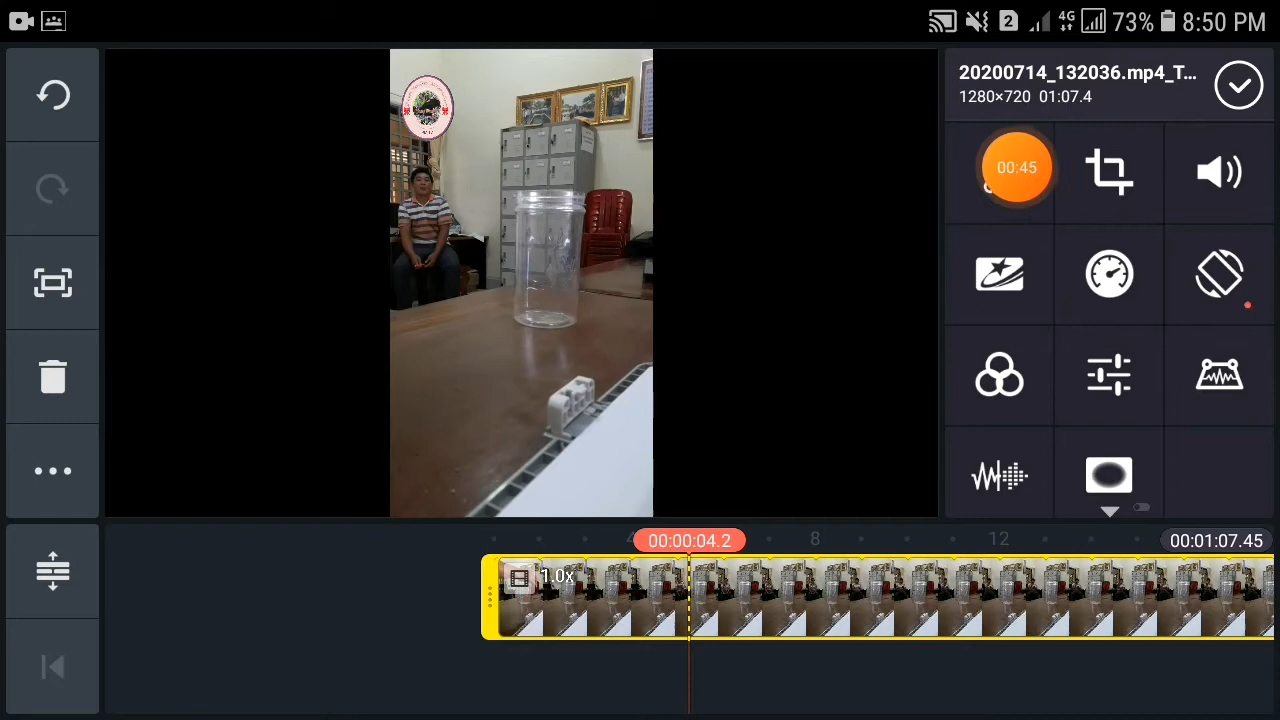 2 4G 73% 8:50 PM
20200714_132036.mp4_T...
1280×720 01:07.4
00:45
00:00:04.2 8 12 00:01:07.45
1.0x